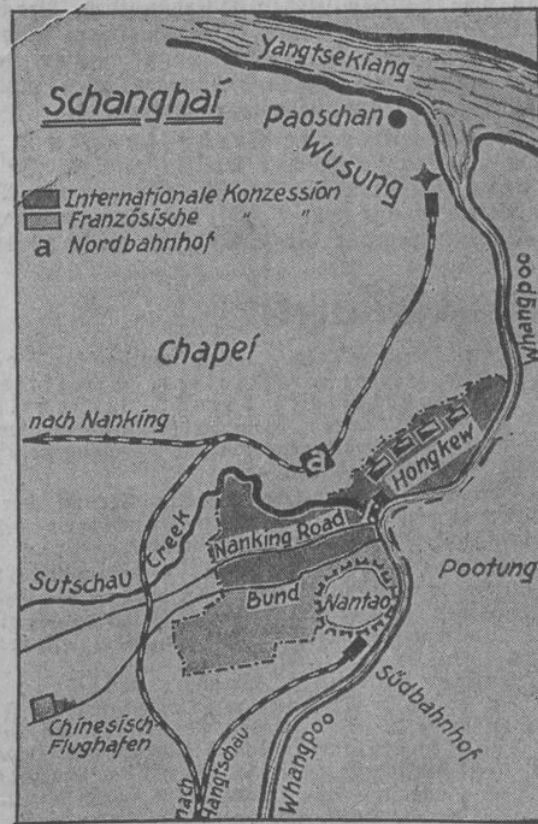 Yangtsekiang
Schanghai
Paoschan
Wusung
Internationale Konzession
Französische " "
a Nordbahnhof
Whangpoo
Chapei
nach Nanking
a
Hongkew
Nanking Road
Creek
Sutschau
Pootung
Bund
Nantao
Chinesisch-
Flughafen
Südbahnhof
Whangpoo
nach
Hangtschau